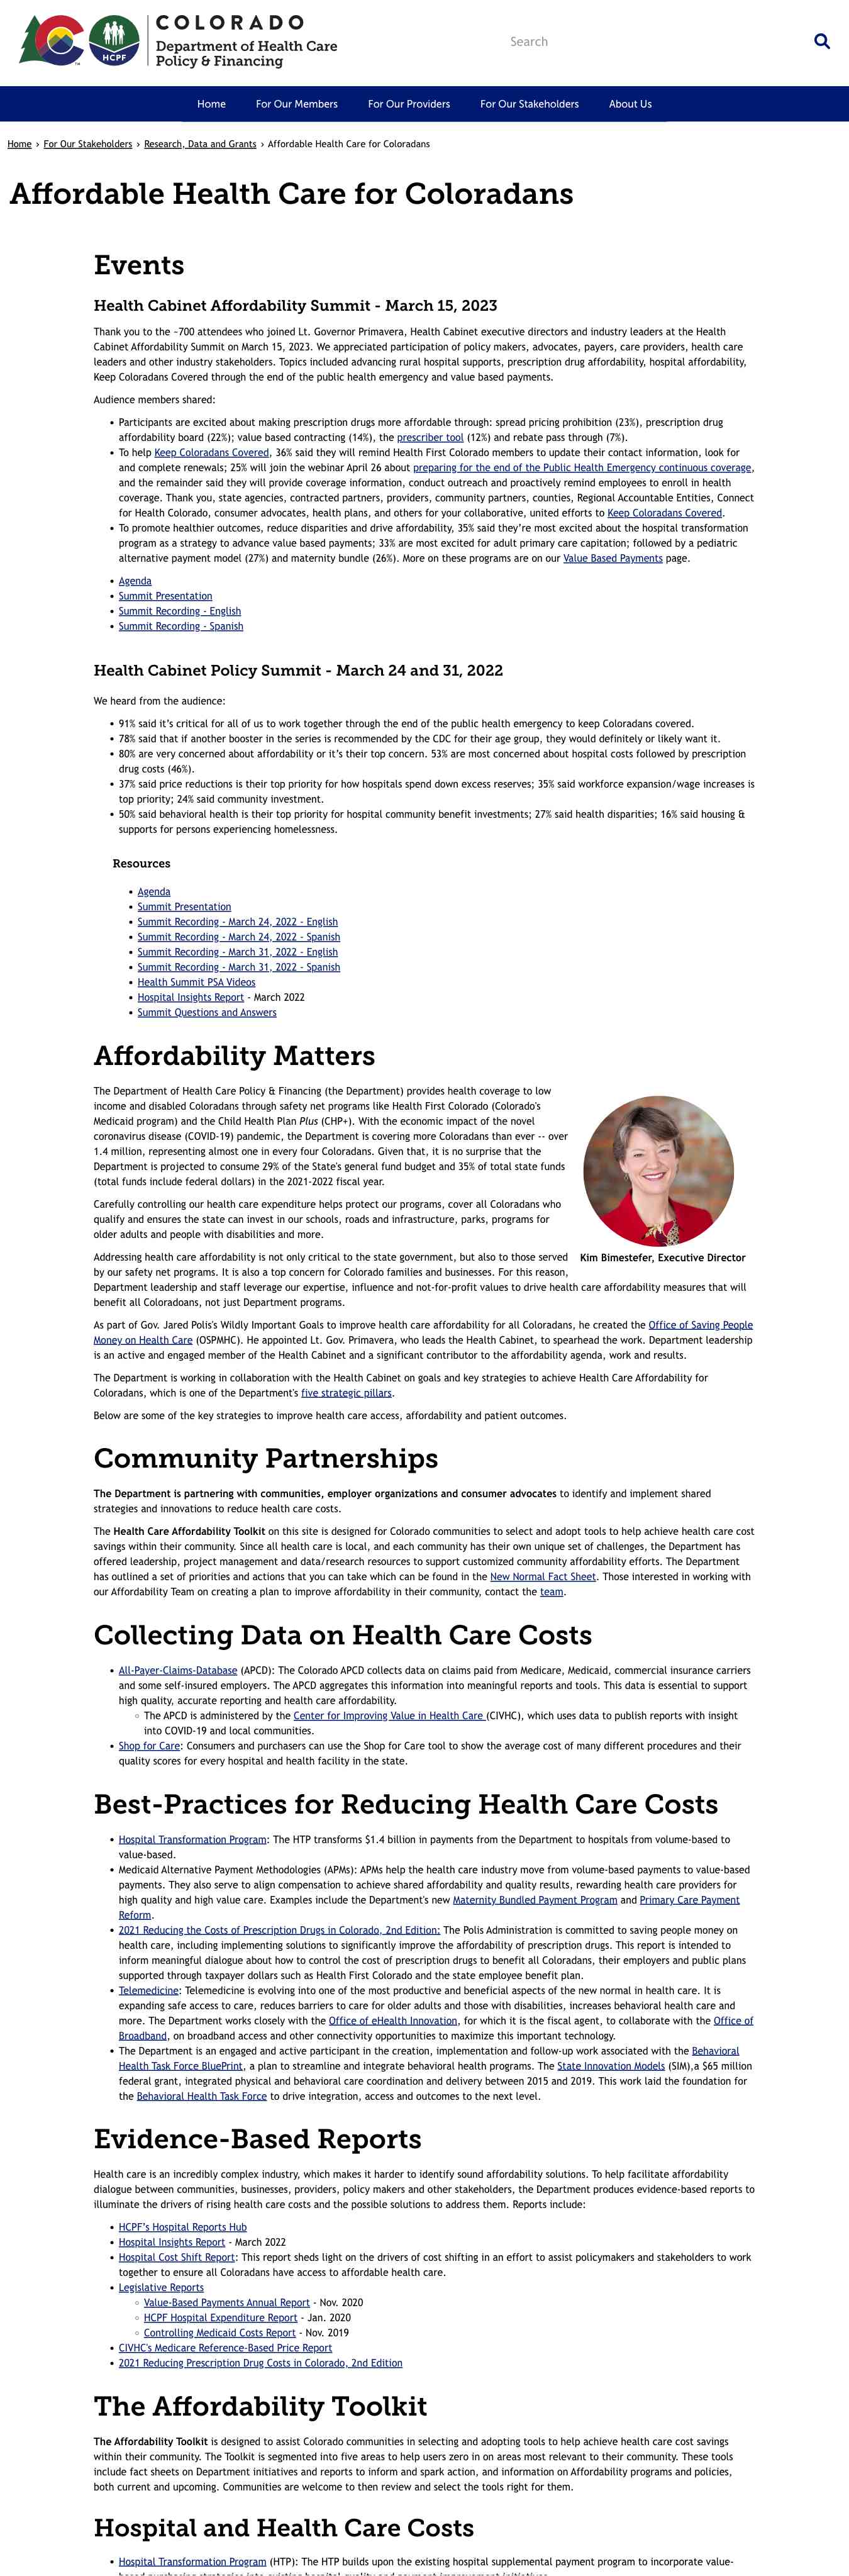 COLORADO
Department of Health Care
Policy & Financing
HCPF
TM
Search
Home
For Our Members
For Our Providers
For Our Stakeholders
About Us
Home › For Our Stakeholders › Research, Data and Grants › Affordable Health Care for Coloradans
Affordable Health Care for Coloradans
Events
Health Cabinet Affordability Summit - March 15, 2023
Thank you to the ~700 attendees who joined Lt. Governor Primavera, Health Cabinet executive directors and industry leaders at the Health
Cabinet Affordability Summit on March 15, 2023. We appreciated participation of policy makers, advocates, payers, care providers, health care
leaders and other industry stakeholders. Topics included advancing rural hospital supports, prescription drug affordability, hospital affordability,
Keep Coloradans Covered through the end of the public health emergency and value based payments.
Audience members shared:
• Participants are excited about making prescription drugs more affordable through: spread pricing prohibition (23%), prescription drug
affordability board (22%); value based contracting (14%), the prescriber tool (12%) and rebate pass through (7%).
• To help Keep Coloradans Covered, 36% said they will remind Health First Colorado members to update their contact information, look for
and complete renewals; 25% will join the webinar April 26 about preparing for the end of the Public Health Emergency continuous coverage,
and the remainder said they will provide coverage information, conduct outreach and proactively remind employees to enroll in health
coverage. Thank you, state agencies, contracted partners, providers, community partners, counties, Regional Accountable Entities, Connect
for Health Colorado, consumer advocates, health plans, and others for your collaborative, united efforts to Keep Coloradans Covered.
• To promote healthier outcomes, reduce disparities and drive affordability, 35% said they’re most excited about the hospital transformation
program as a strategy to advance value based payments; 33% are most excited for adult primary care capitation; followed by a pediatric
alternative payment model (27%) and maternity bundle (26%). More on these programs are on our Value Based Payments page.
• Agenda
• Summit Presentation
• Summit Recording - English
• Summit Recording - Spanish
Health Cabinet Policy Summit - March 24 and 31, 2022
We heard from the audience:
• 91% said it’s critical for all of us to work together through the end of the public health emergency to keep Coloradans covered.
• 78% said that if another booster in the series is recommended by the CDC for their age group, they would definitely or likely want it.
• 80% are very concerned about affordability or it’s their top concern. 53% are most concerned about hospital costs followed by prescription
drug costs (46%).
• 37% said price reductions is their top priority for how hospitals spend down excess reserves; 35% said workforce expansion/wage increases is
top priority; 24% said community investment.
• 50% said behavioral health is their top priority for hospital community benefit investments; 27% said health disparities; 16% said housing &
supports for persons experiencing homelessness.
Resources
• Agenda
• Summit Presentation
• Summit Recording - March 24, 2022 - English
• Summit Recording - March 24, 2022 - Spanish
• Summit Recording - March 31, 2022 - English
• Summit Recording - March 31, 2022 - Spanish
• Health Summit PSA Videos
• Hospital Insights Report - March 2022
• Summit Questions and Answers
Affordability Matters
The Department of Health Care Policy & Financing (the Department) provides health coverage to low
income and disabled Coloradans through safety net programs like Health First Colorado (Colorado's
Medicaid program) and the Child Health Plan Plus (CHP+). With the economic impact of the novel
coronavirus disease (COVID-19) pandemic, the Department is covering more Coloradans than ever -- over
1.4 million, representing almost one in every four Coloradans. Given that, it is no surprise that the
Department is projected to consume 29% of the State's general fund budget and 35% of total state funds
(total funds include federal dollars) in the 2021-2022 fiscal year.
Carefully controlling our health care expenditure helps protect our programs, cover all Coloradans who
qualify and ensures the state can invest in our schools, roads and infrastructure, parks, programs for
older adults and people with disabilities and more.
Kim Bimestefer, Executive Director
Addressing health care affordability is not only critical to the state government, but also to those served
by our safety net programs. It is also a top concern for Colorado families and businesses. For this reason,
Department leadership and staff leverage our expertise, influence and not-for-profit values to drive health care affordability measures that will
benefit all Coloradoans, not just Department programs.
As part of Gov. Jared Polis's Wildly Important Goals to improve health care affordability for all Coloradans, he created the Office of Saving People
Money on Health Care (OSPMHC). He appointed Lt. Gov. Primavera, who leads the Health Cabinet, to spearhead the work. Department leadership
is an active and engaged member of the Health Cabinet and a significant contributor to the affordability agenda, work and results.
The Department is working in collaboration with the Health Cabinet on goals and key strategies to achieve Health Care Affordability for
Coloradans, which is one of the Department's five strategic pillars.
Below are some of the key strategies to improve health care access, affordability and patient outcomes.
Community Partnerships
The Department is partnering with communities, employer organizations and consumer advocates to identify and implement shared
strategies and innovations to reduce health care costs.
The Health Care Affordability Toolkit on this site is designed for Colorado communities to select and adopt tools to help achieve health care cost
savings within their community. Since all health care is local, and each community has their own unique set of challenges, the Department has
offered leadership, project management and data/research resources to support customized community affordability efforts. The Department
has outlined a set of priorities and actions that you can take which can be found in the New Normal Fact Sheet. Those interested in working with
our Affordability Team on creating a plan to improve affordability in their community, contact the team.
Collecting Data on Health Care Costs
• All-Payer-Claims-Database (APCD): The Colorado APCD collects data on claims paid from Medicare, Medicaid, commercial insurance carriers
and some self-insured employers. The APCD aggregates this information into meaningful reports and tools. This data is essential to support
high quality, accurate reporting and health care affordability.
◦ The APCD is administered by the Center for Improving Value in Health Care (CIVHC), which uses data to publish reports with insight
into COVID-19 and local communities.
• Shop for Care: Consumers and purchasers can use the Shop for Care tool to show the average cost of many different procedures and their
quality scores for every hospital and health facility in the state.
Best-Practices for Reducing Health Care Costs
• Hospital Transformation Program: The HTP transforms $1.4 billion in payments from the Department to hospitals from volume-based to
value-based.
• Medicaid Alternative Payment Methodologies (APMs): APMs help the health care industry move from volume-based payments to value-based
payments. They also serve to align compensation to achieve shared affordability and quality results, rewarding health care providers for
high quality and high value care. Examples include the Department's new Maternity Bundled Payment Program and Primary Care Payment
Reform.
• 2021 Reducing the Costs of Prescription Drugs in Colorado, 2nd Edition: The Polis Administration is committed to saving people money on
health care, including implementing solutions to significantly improve the affordability of prescription drugs. This report is intended to
inform meaningful dialogue about how to control the cost of prescription drugs to benefit all Coloradans, their employers and public plans
supported through taxpayer dollars such as Health First Colorado and the state employee benefit plan.
• Telemedicine: Telemedicine is evolving into one of the most productive and beneficial aspects of the new normal in health care. It is
expanding safe access to care, reduces barriers to care for older adults and those with disabilities, increases behavioral health care and
more. The Department works closely with the Office of eHealth Innovation, for which it is the fiscal agent, to collaborate with the Office of
Broadband, on broadband access and other connectivity opportunities to maximize this important technology.
• The Department is an engaged and active participant in the creation, implementation and follow-up work associated with the Behavioral
Health Task Force BluePrint, a plan to streamline and integrate behavioral health programs. The State Innovation Models (SIM),a $65 million
federal grant, integrated physical and behavioral care coordination and delivery between 2015 and 2019. This work laid the foundation for
the Behavioral Health Task Force to drive integration, access and outcomes to the next level.
Evidence-Based Reports
Health care is an incredibly complex industry, which makes it harder to identify sound affordability solutions. To help facilitate affordability
dialogue between communities, businesses, providers, policy makers and other stakeholders, the Department produces evidence-based reports to
illuminate the drivers of rising health care costs and the possible solutions to address them. Reports include:
• HCPF’s Hospital Reports Hub
• Hospital Insights Report - March 2022
• Hospital Cost Shift Report: This report sheds light on the drivers of cost shifting in an effort to assist policymakers and stakeholders to work
together to ensure all Coloradans have access to affordable health care.
• Legislative Reports
◦ Value-Based Payments Annual Report - Nov. 2020
◦ HCPF Hospital Expenditure Report - Jan. 2020
◦ Controlling Medicaid Costs Report - Nov. 2019
• CIVHC's Medicare Reference-Based Price Report
• 2021 Reducing Prescription Drug Costs in Colorado, 2nd Edition
The Affordability Toolkit
The Affordability Toolkit is designed to assist Colorado communities in selecting and adopting tools to help achieve health care cost savings
within their community. The Toolkit is segmented into five areas to help users zero in on areas most relevant to their community. These tools
include fact sheets on Department initiatives and reports to inform and spark action, and information on Affordability programs and policies,
both current and upcoming. Communities are welcome to then review and select the tools right for them.
Hospital and Health Care Costs
• Hospital Transformation Program (HTP): The HTP builds upon the existing hospital supplemental payment program to incorporate value-